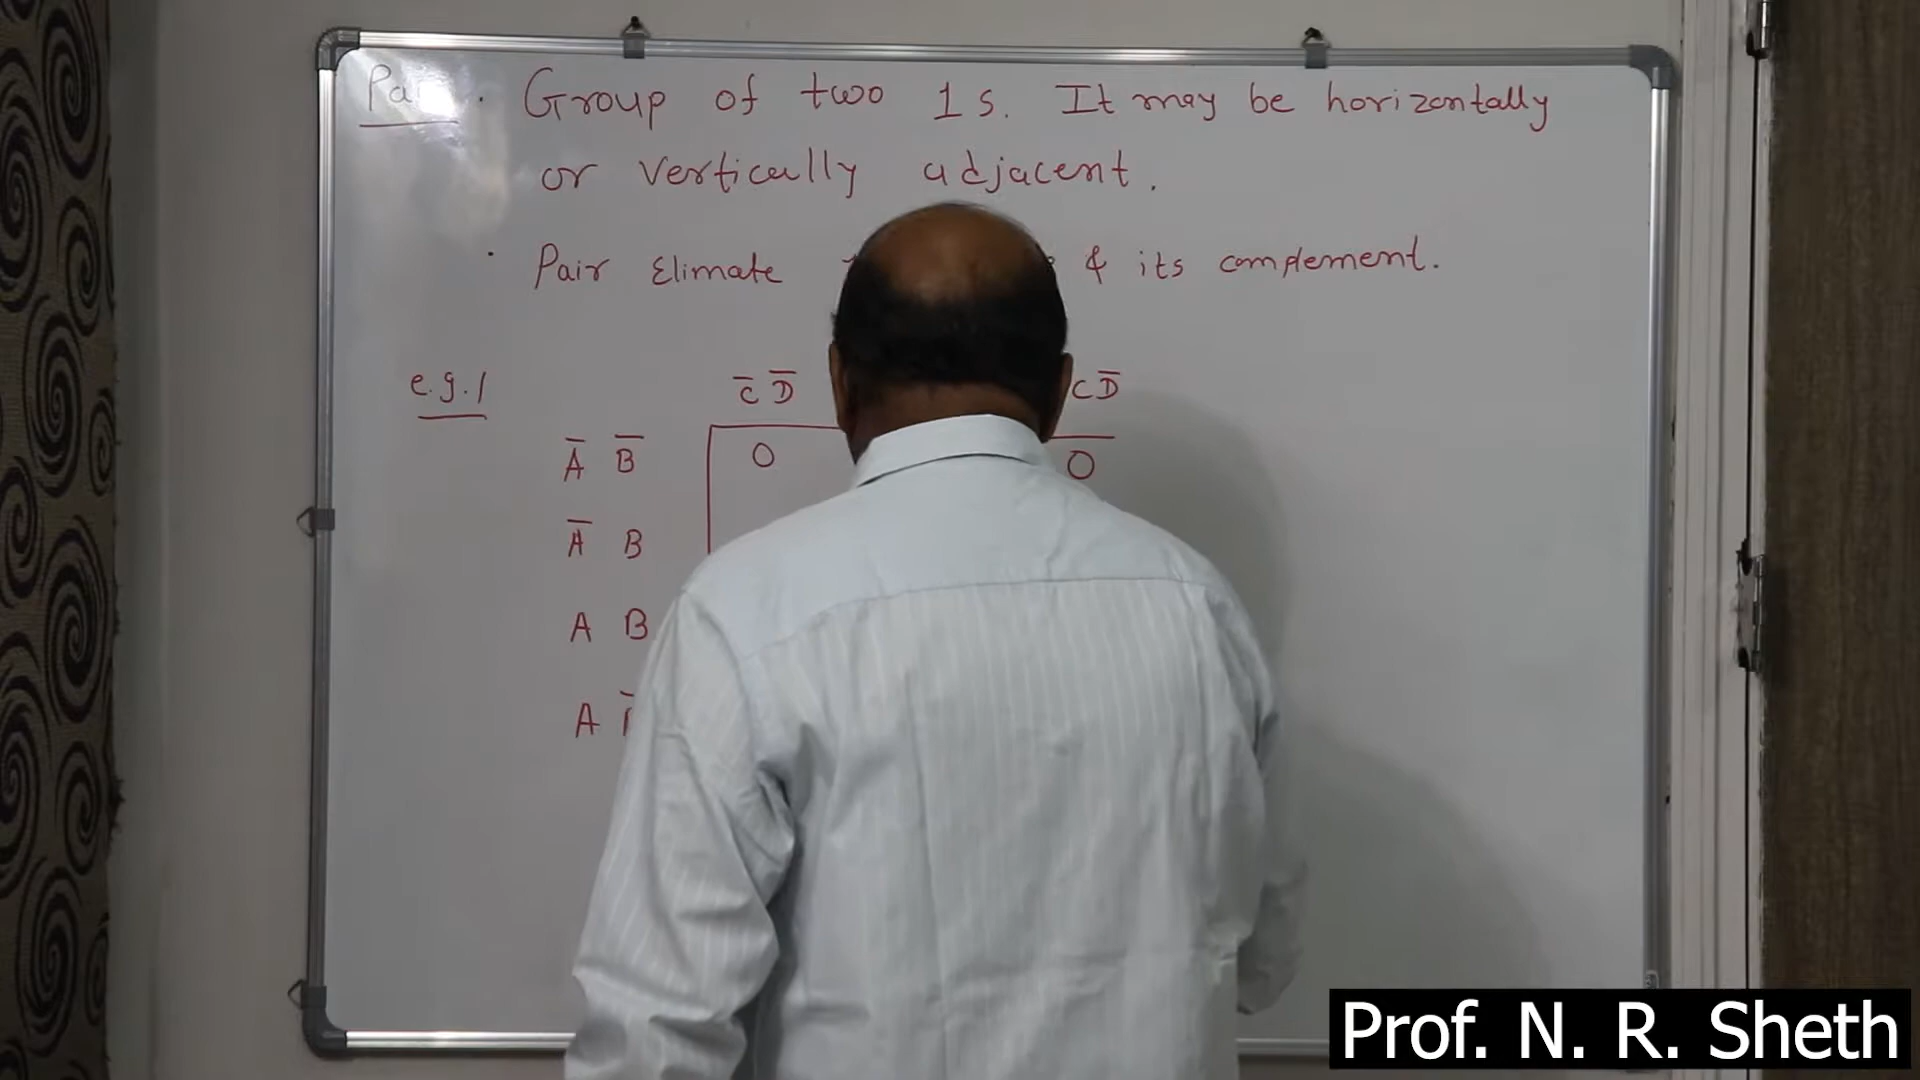 Group of two 1s. It may be horizontally
or vertically adjacent.
Pair Elimate & its complement.
e.g.1
C̅ D̅ C D̅
A̅ B̅ 0 0
A̅ B
A B
A
Prof. N. R. Sheth